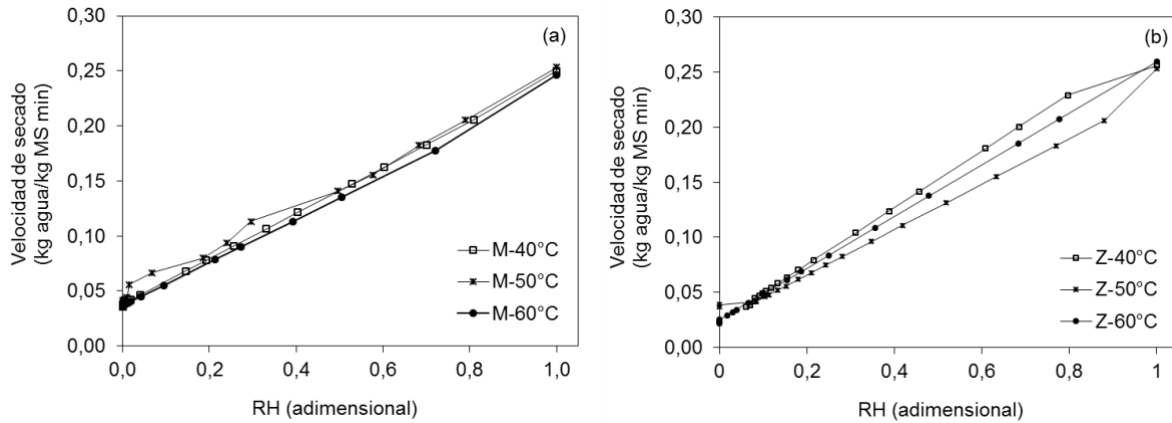 (a)
Velocidad de secado
(kg agua/kg MS min)
0,30
0,25
0,20
0,15
0,10
0,05
0,00
M-40°C
M-50°C
M-60°C
0,0
0,2
0,4
0,6
0,8
1,0
RH (adimensional)
(b)
Velocidad de secado
(kg agua/kg MS min)
0,30
0,25
0,20
0,15
0,10
0,05
0,00
Z-40°C
Z-50°C
Z-60°C
0
0,2
0,4
0,6
0,8
1
RH (adimensional)